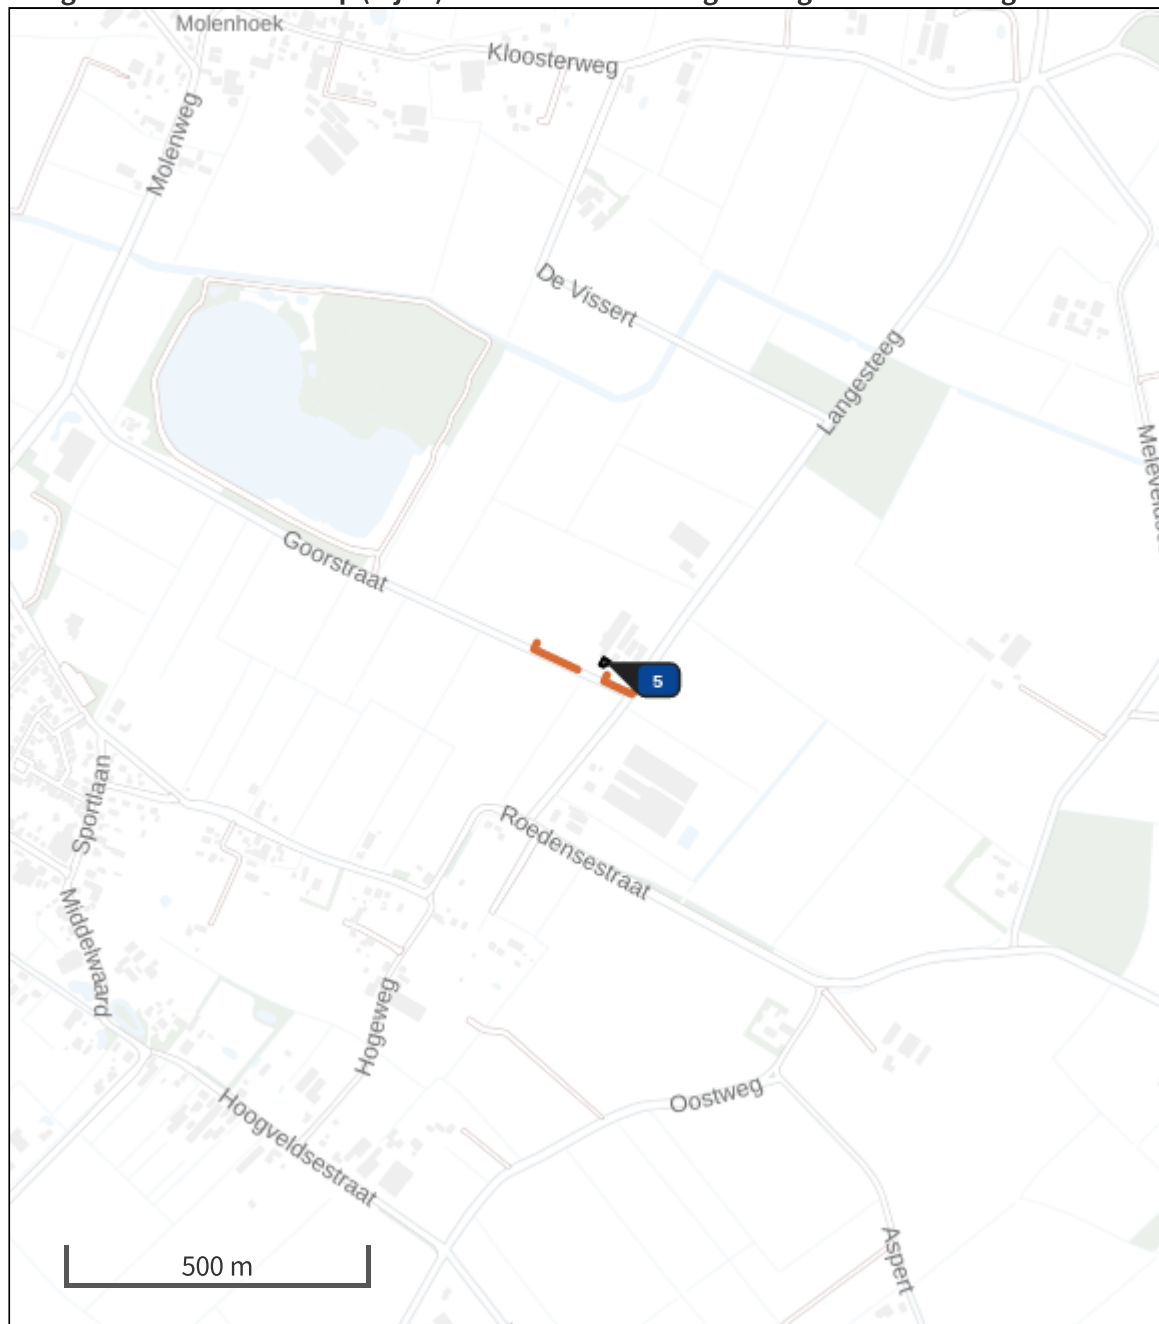 Molenhoek
Kloosterweg
Molenweg
De Vissert
Langesteeg
Goorstraat
5
Sportlaan
Roedensestraat
Middelwaard
Hogeweg
Oostweg
Hoogveldsestraat
Aspert
500 m